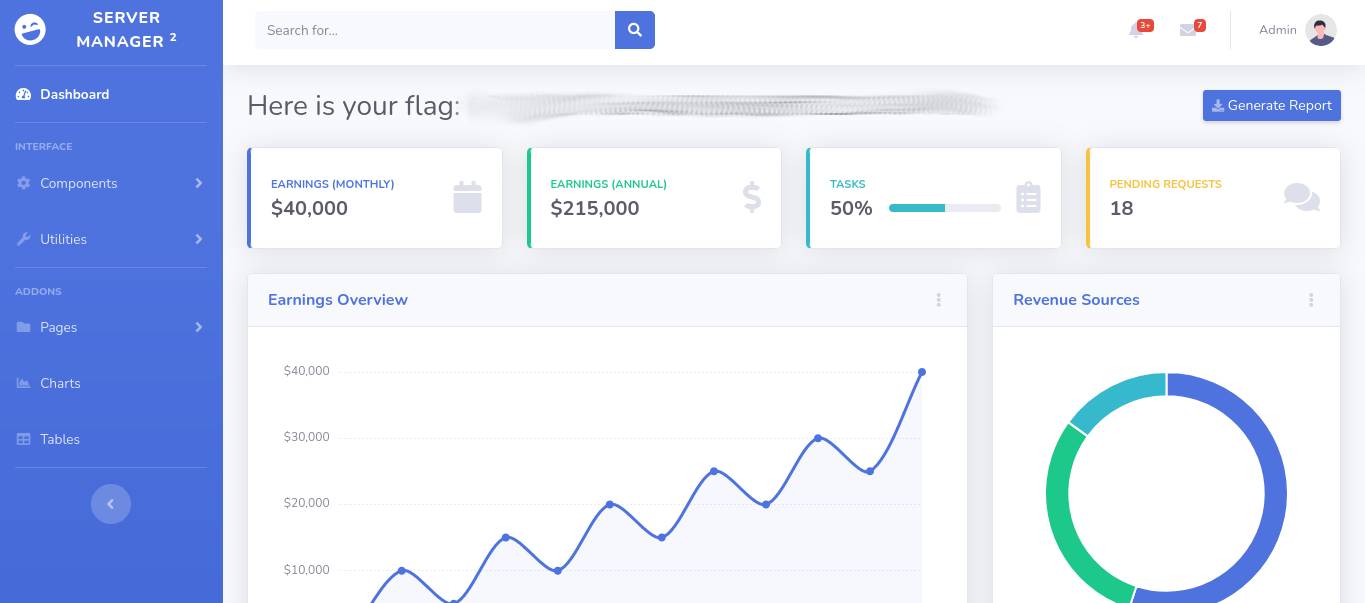 SERVER
MANAGER 2
Search for...
3+
7
Admin
Dashboard
Here is your flag:
Generate Report
INTERFACE
Components
Utilities
ADDONS
Pages
Charts
Tables
EARNINGS (MONTHLY)
$40,000
EARNINGS (ANNUAL)
$215,000
TASKS
50%
PENDING REQUESTS
18
Earnings Overview
$40,000
$30,000
$20,000
$10,000
Revenue Sources